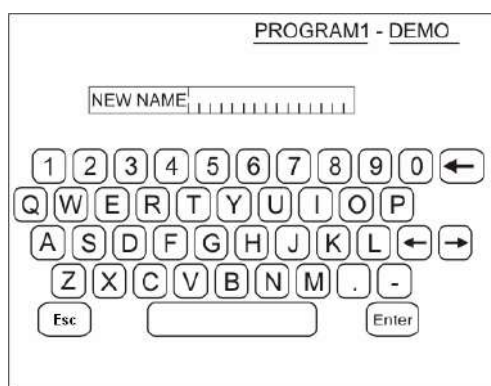 PROGRAM1 - DEMO
NEW NAME
1 2 3 4 5 6 7 8 9 0 ←
Q W E R T Y U I O P
A S D F G H J K L ← →
Z X C V B N M . -
Esc Enter